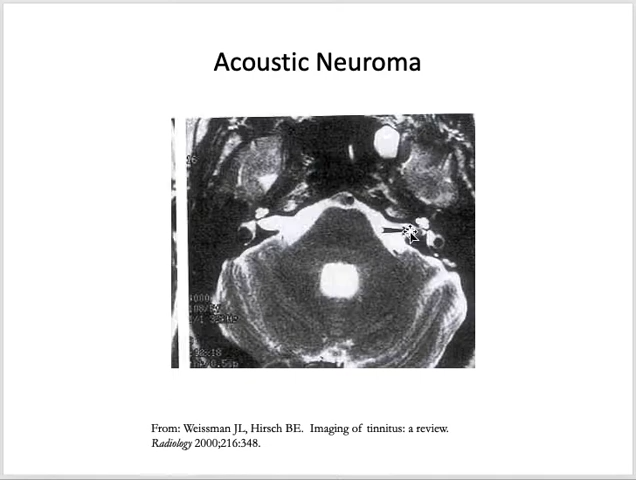 Acoustic Neuroma
From: Weissman JL, Hirsch BE. Imaging of tinnitus: a review.
Radiology 2000;216:348.